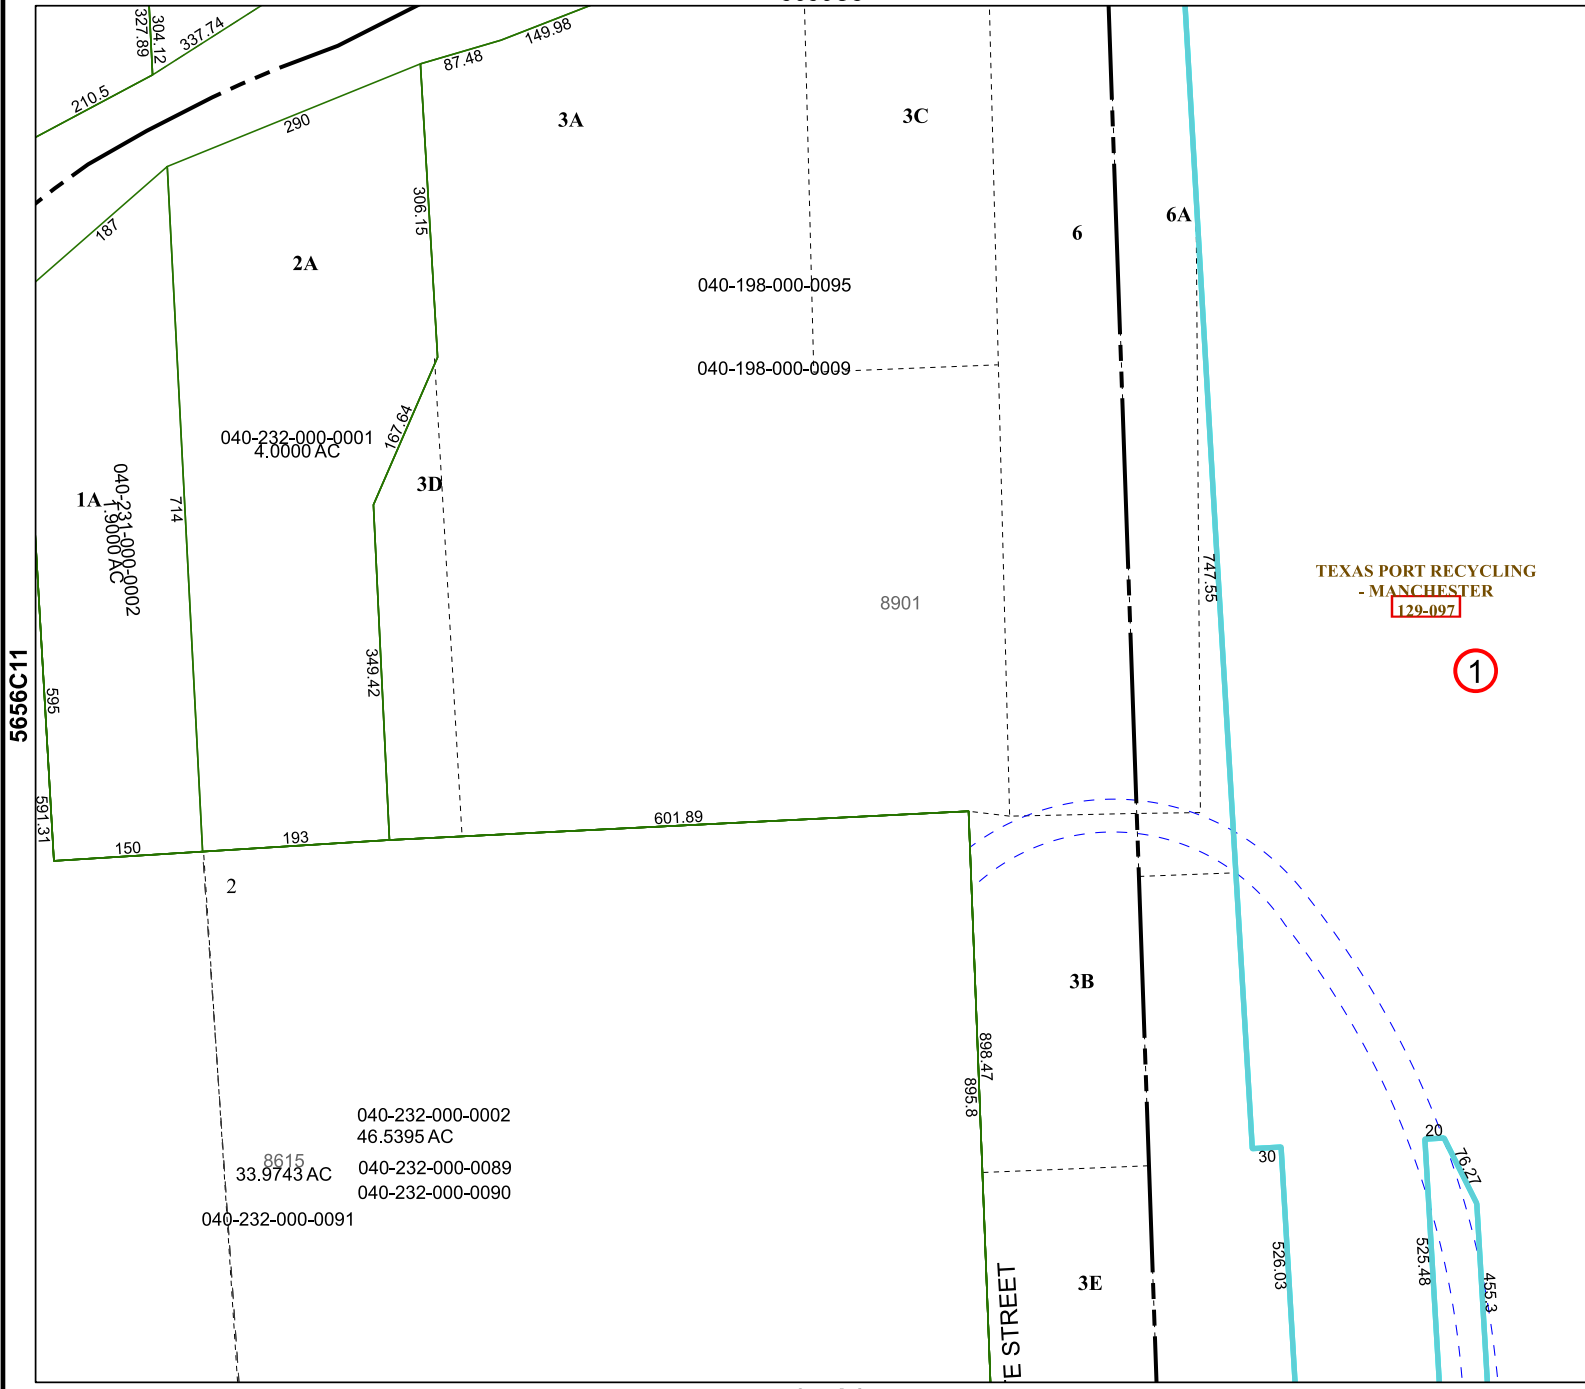 327.89
304.12
337.74
149.98
87.48
210.5
290
3A
3C
187
306.15
6
6A
2A
040-198-000-0095
040-198-000-0009
167.64
040-232-000-0001
4.0000 AC
3D
1A
040-231-000-0002
1.9000 AC
714
747.55
TEXAS PORT RECYCLING
- MANCHESTER
129-097
8901
1
349.42
5656C11
595
591.31
601.89
193
150
2
3B
898.47
895.8
040-232-000-0002
46.5395 AC
8615
33.9743 AC
040-232-000-0089
040-232-000-0090
040-232-000-0091
20
30
76.27
526.03
525.48
455.3
3E
E STREET